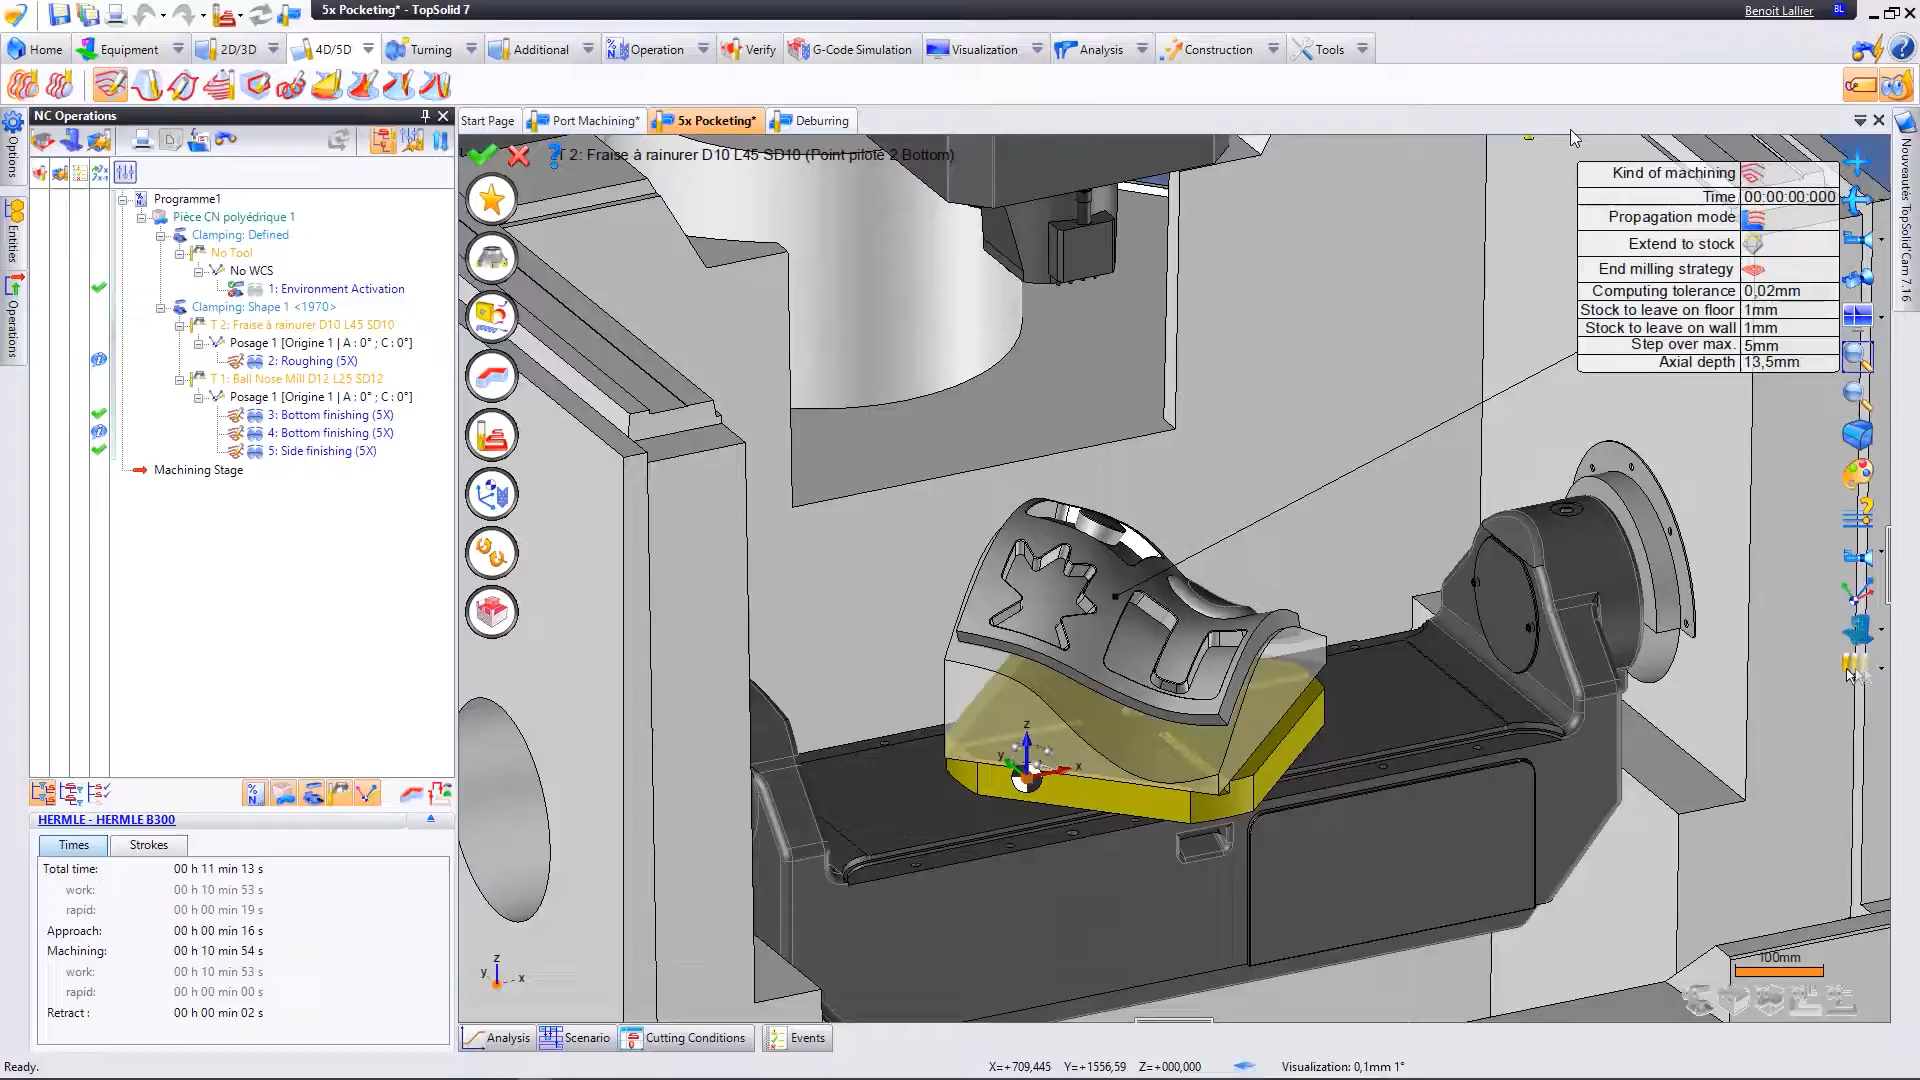 5x Pocketing* - TopSolid 7
Benoit Lallier
BL
Home
Equipment
2D/3D
4D/5D
Turning
Additional
Operation
Verify
G-Code Simulation
Visualization
Analysis
Construction
Tools
NC Operations
Start Page
Port Machining*
5x Pocketing*
Deburring
Options
Entities
Operations
Nouveautés TopSolid'Cam 7.16
T 2: Fraise à rainurer D10 L45 SD10 (Point piloté 2 Bottom)
Programme1
Pièce CN polyédrique 1
Clamping: Defined
No Tool
No WCS
1: Environment Activation
Clamping: Shape 1 <1970>
T 2: Fraise à rainurer D10 L45 SD10
Posage 1 [Origine 1 | A : 0° ; C : 0°]
2: Roughing (5X)
T 1: Ball Nose Mill D12 L25 SD12
Posage 1 [Origine 1 | A : 0° ; C : 0°]
3: Bottom finishing (5X)
4: Bottom finishing (5X)
5: Side finishing (5X)
Machining Stage
Kind of machining
Time 00:00:00:000
Propagation mode
Extend to stock
End milling strategy
Computing tolerance 0,02mm
Stock to leave on floor 1mm
Stock to leave on wall 1mm
Step over max. 5mm
Axial depth 13,5mm
z
y
x
HERMLE - HERMLE B300
Times
Strokes
Total time: 00 h 11 min 13 s
work: 00 h 10 min 53 s
rapid: 00 h 00 min 19 s
Approach: 00 h 00 min 16 s
Machining: 00 h 10 min 54 s
work: 00 h 10 min 53 s
rapid: 00 h 00 min 00 s
Retract : 00 h 00 min 02 s
z
y
x
100mm
Analysis
Scenario
Cutting Conditions
Events
Ready.
X=+709,445 Y=+1556,59 Z=+000,000
Visualization: 0,1mm 1°